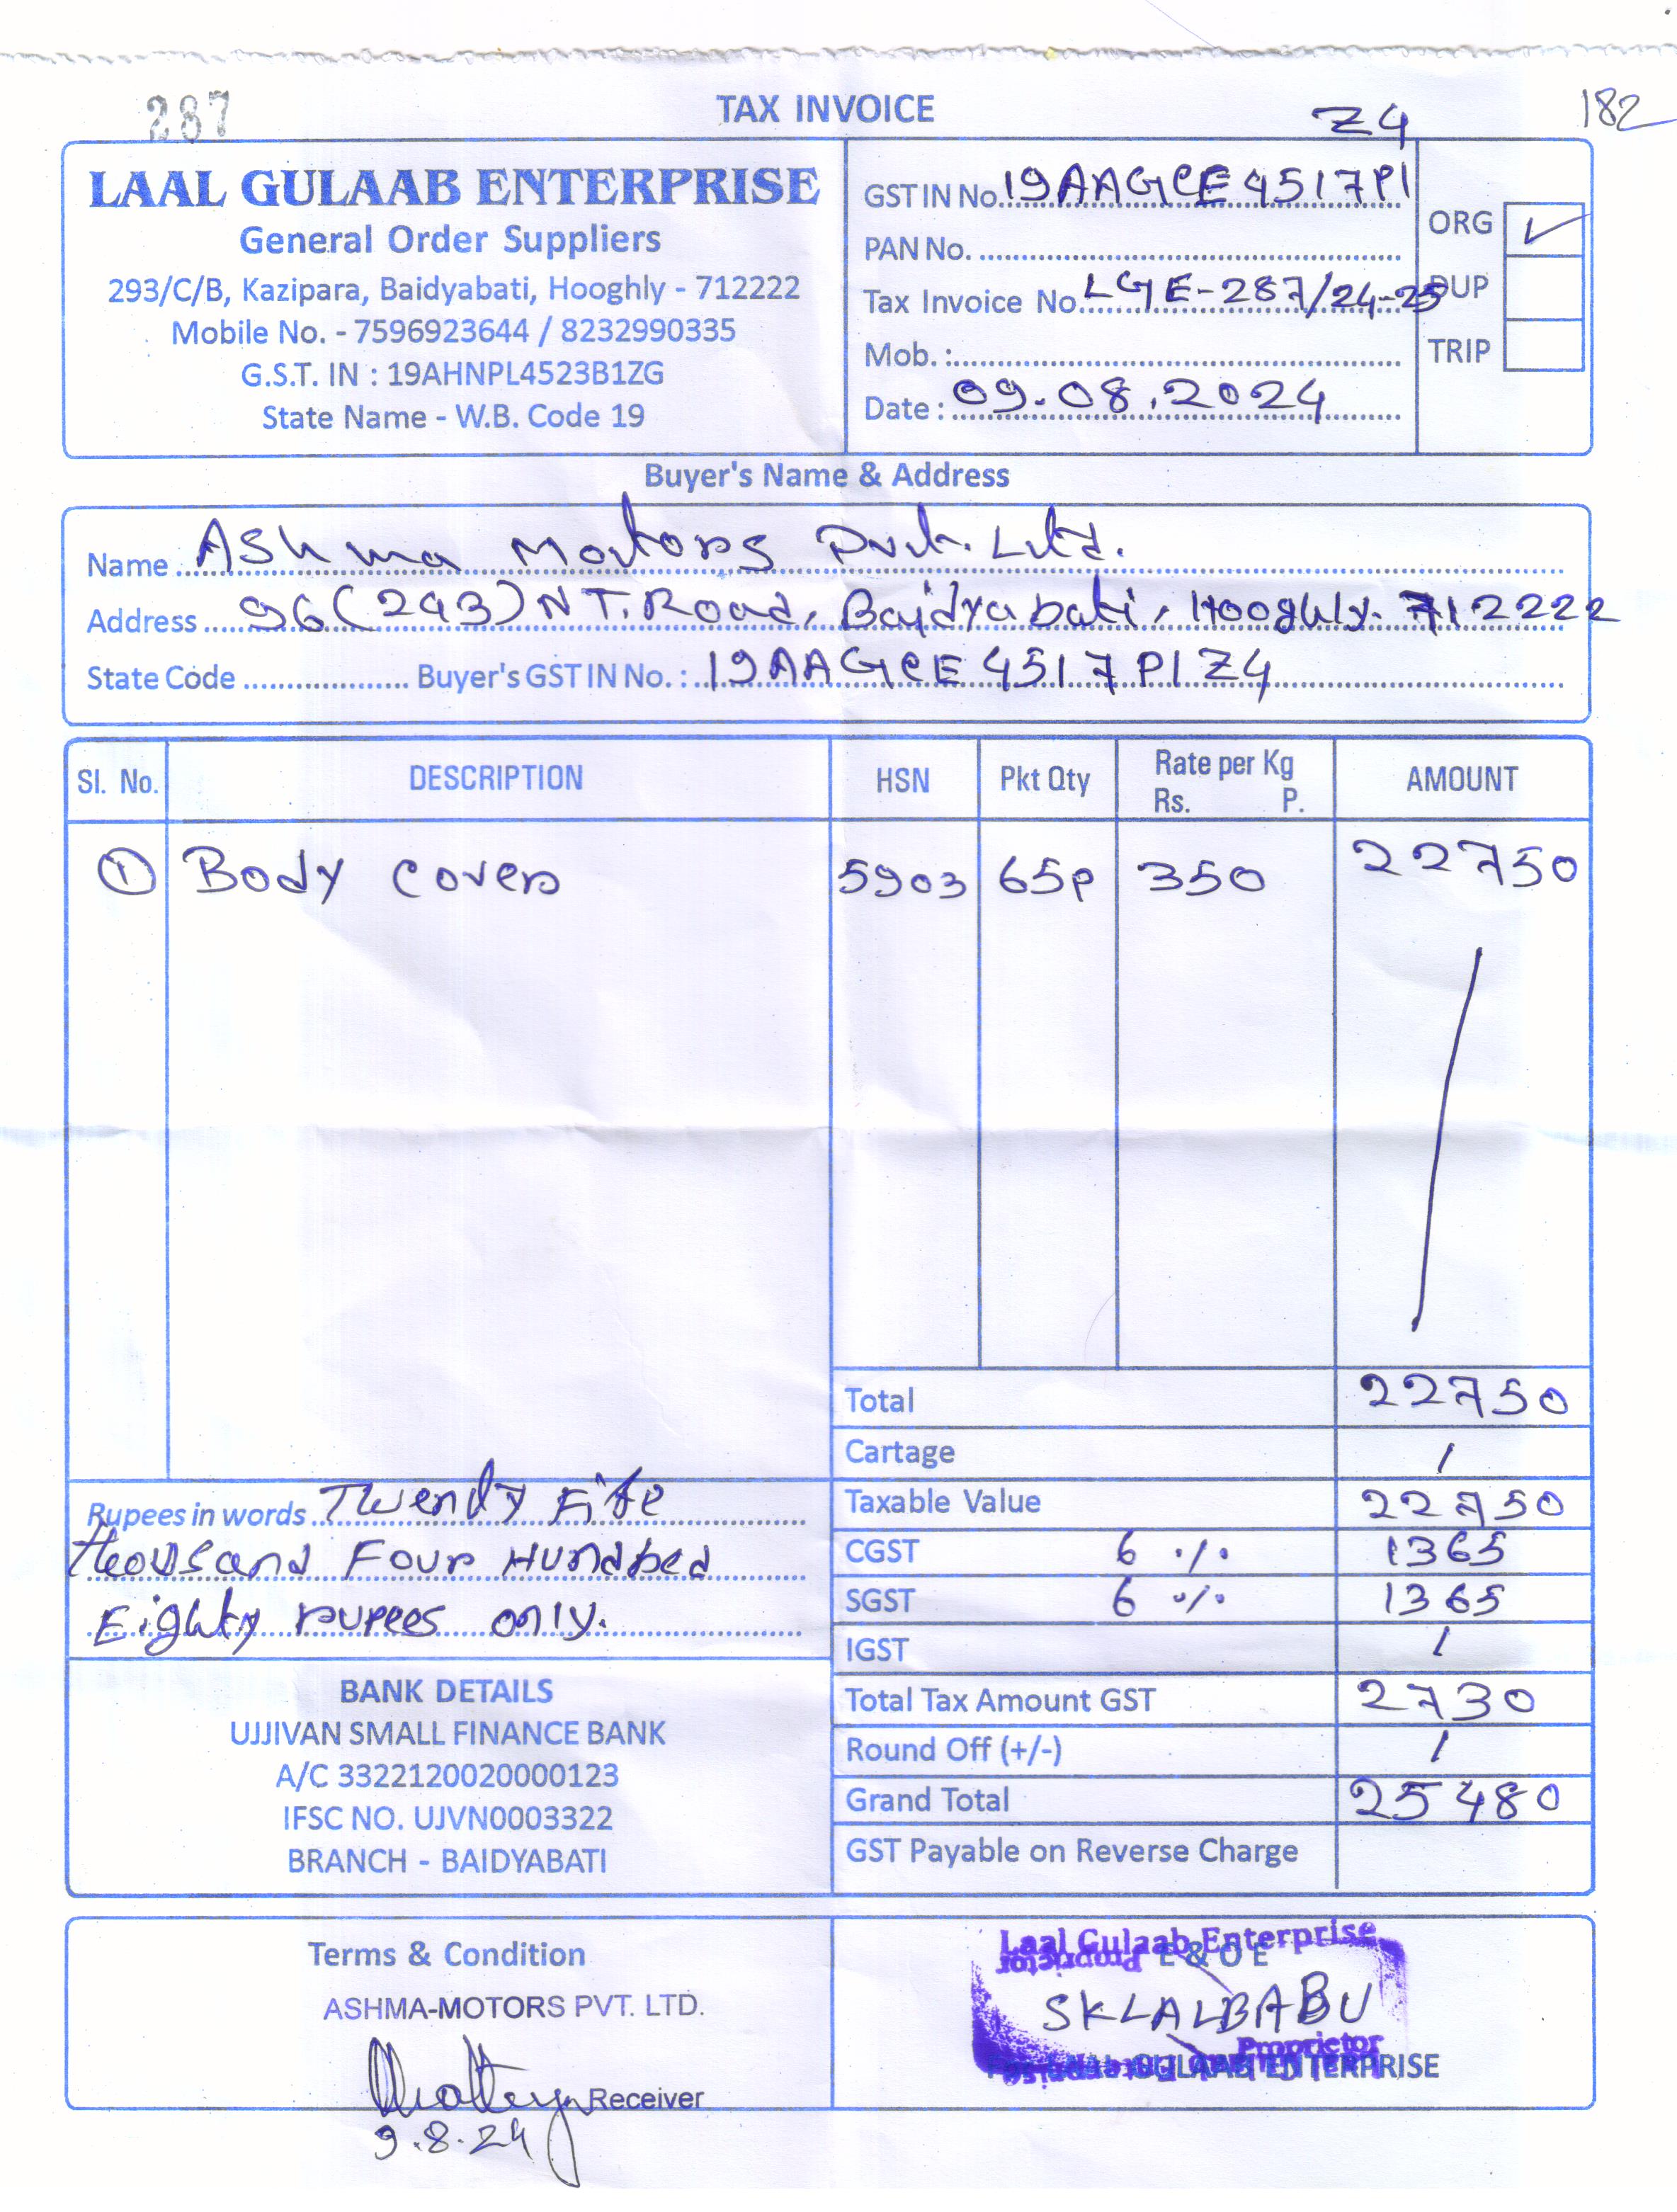 287
TAX INVOICE
182
Z4
LAAL GULAAB ENTERPRISE
General Order Suppliers
293/C/B, Kazipara, Baidyabati, Hooghly - 712222
Mobile No. - 7596923644 / 8232990335
G.S.T. IN : 19AHNPL4523B1ZG
State Name - W.B. Code 19
GST IN No. 19AAGCE4517P1
PAN No.
Tax Invoice No. LGE-287/24-25
Mob. :
Date : 09.08.2024
ORG ✓
DUP
TRIP
Buyer's Name & Address
Name Ashma Motors Pvt. Ltd.
Address 96(293) N T. Road, Baidyabati, Hooghly. 712222
State Code Buyer's GST IN No. : 19AAGCE4517P1Z4
Sl. No. DESCRIPTION HSN Pkt Qty Rate per Kg Rs. P. AMOUNT
① Body Cover 5903 65p 350 22750
Total 22750
Cartage /
Taxable Value 22750
CGST 6 % 1365
SGST 6 % 1365
IGST /
Total Tax Amount GST 2730
Round Off (+/-) /
Grand Total 25480
GST Payable on Reverse Charge
Rupees in words Twenty Five
Thousand Four Hundred
Eighty rupees only.
BANK DETAILS
UJJIVAN SMALL FINANCE BANK
A/C 3322120020000123
IFSC NO. UJVN0003322
BRANCH - BAIDYABATI
Terms & Condition
ASHMA-MOTORS PVT. LTD.
Receiver
9.8.24
Laal Gulaab Enterprise
Proprietor
E & O E
SK LALBABU
Proprietor
For LAAL GULAAB ENTERPRISE